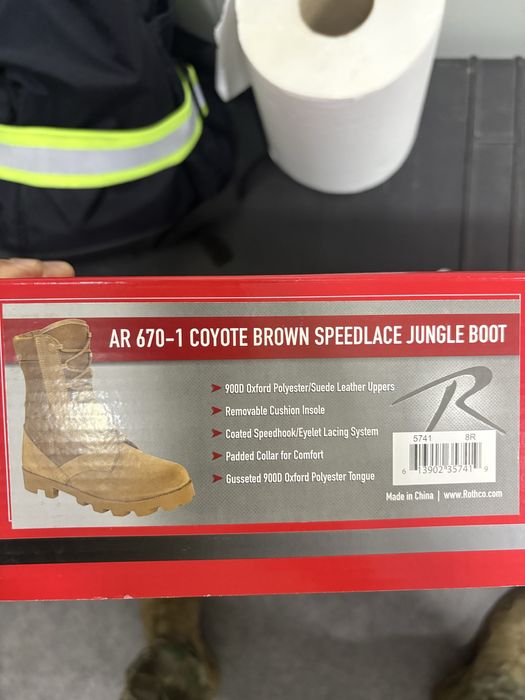 AR 670-1 COYOTE BROWN SPEEDLACE JUNGLE BOOT
900D Oxford Polyester/Suede Leather Uppers
Removable Cushion Insole
Coated Speedhook/Eyelet Lacing System
Padded Collar for Comfort
Gusseted 900D Oxford Polyester Tongue
R
5741 8R
6 13902 35741 9
Made in China | www.Rothco.com